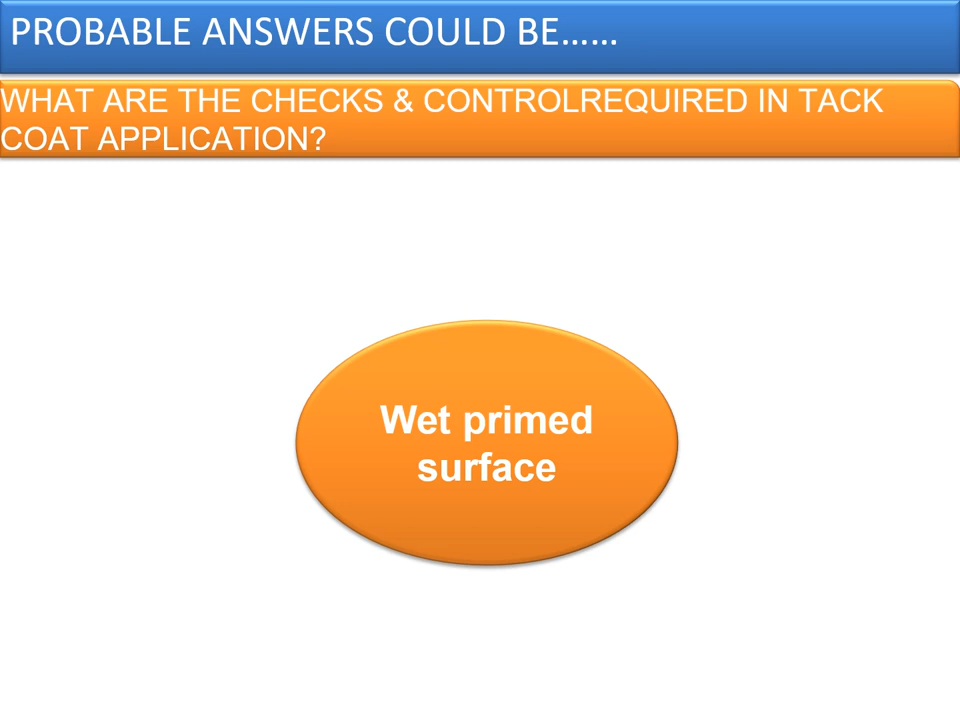 PROBABLE ANSWERS COULD BE……
WHAT ARE THE CHECKS & CONTROLREQUIRED IN TACK
COAT APPLICATION?
Wet primed
surface